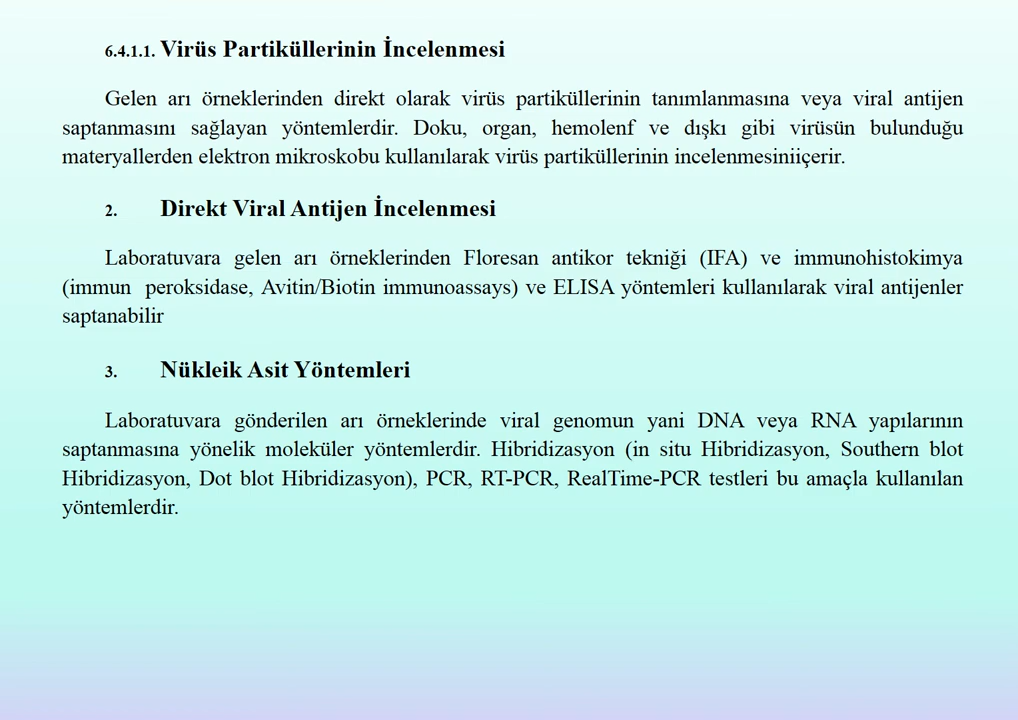 6.4.1.1. Virüs Partiküllerinin İncelenmesi
Gelen arı örneklerinden direkt olarak virüs partiküllerinin tanımlanmasına veya viral antijen
saptanmasını sağlayan yöntemlerdir. Doku, organ, hemolenf ve dışkı gibi virüsün bulunduğu
materyallerden elektron mikroskobu kullanılarak virüs partiküllerinin incelenmesiniiçerir.
2. Direkt Viral Antijen İncelenmesi
Laboratuvara gelen arı örneklerinden Floresan antikor tekniği (IFA) ve immunohistokimya
(immun peroksidase, Avitin/Biotin immunoassays) ve ELISA yöntemleri kullanılarak viral antijenler
saptanabilir
3. Nükleik Asit Yöntemleri
Laboratuvara gönderilen arı örneklerinde viral genomun yani DNA veya RNA yapılarının
saptanmasına yönelik moleküler yöntemlerdir. Hibridizasyon (in situ Hibridizasyon, Southern blot
Hibridizasyon, Dot blot Hibridizasyon), PCR, RT-PCR, RealTime-PCR testleri bu amaçla kullanılan
yöntemlerdir.